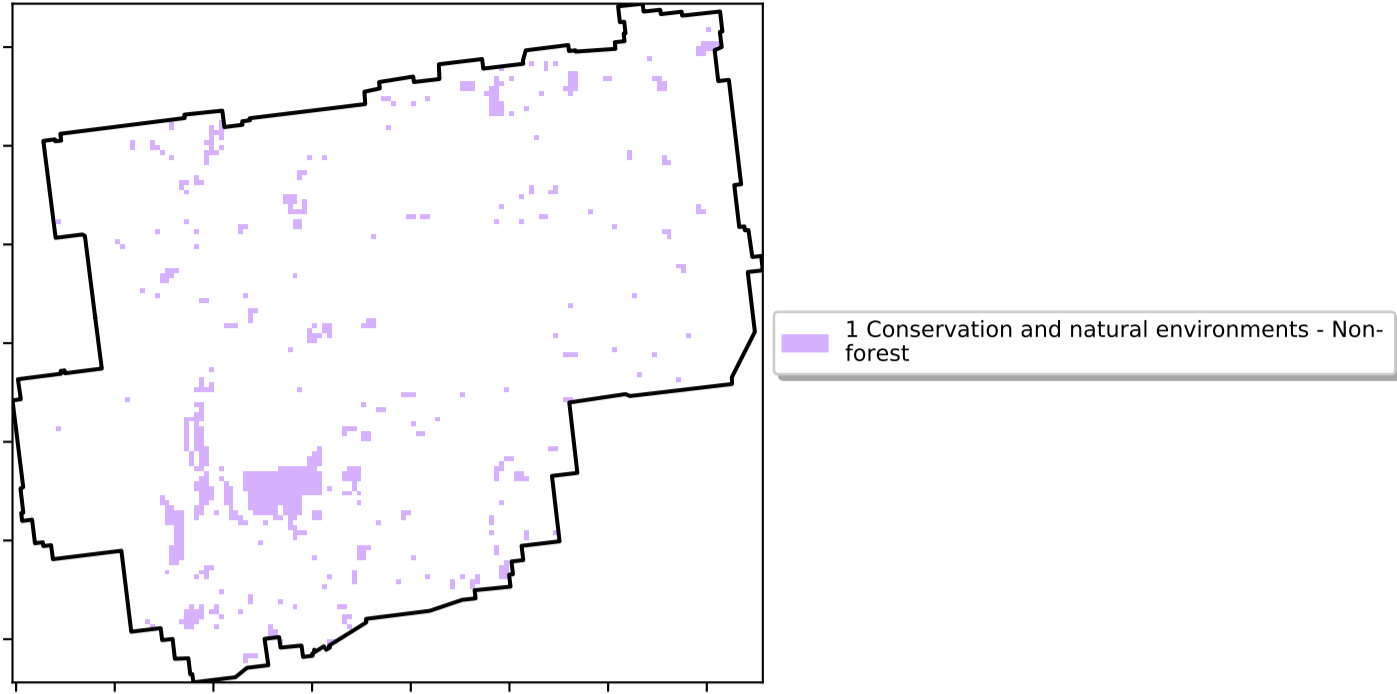 1 Conservation and natural environments - Non-
forest